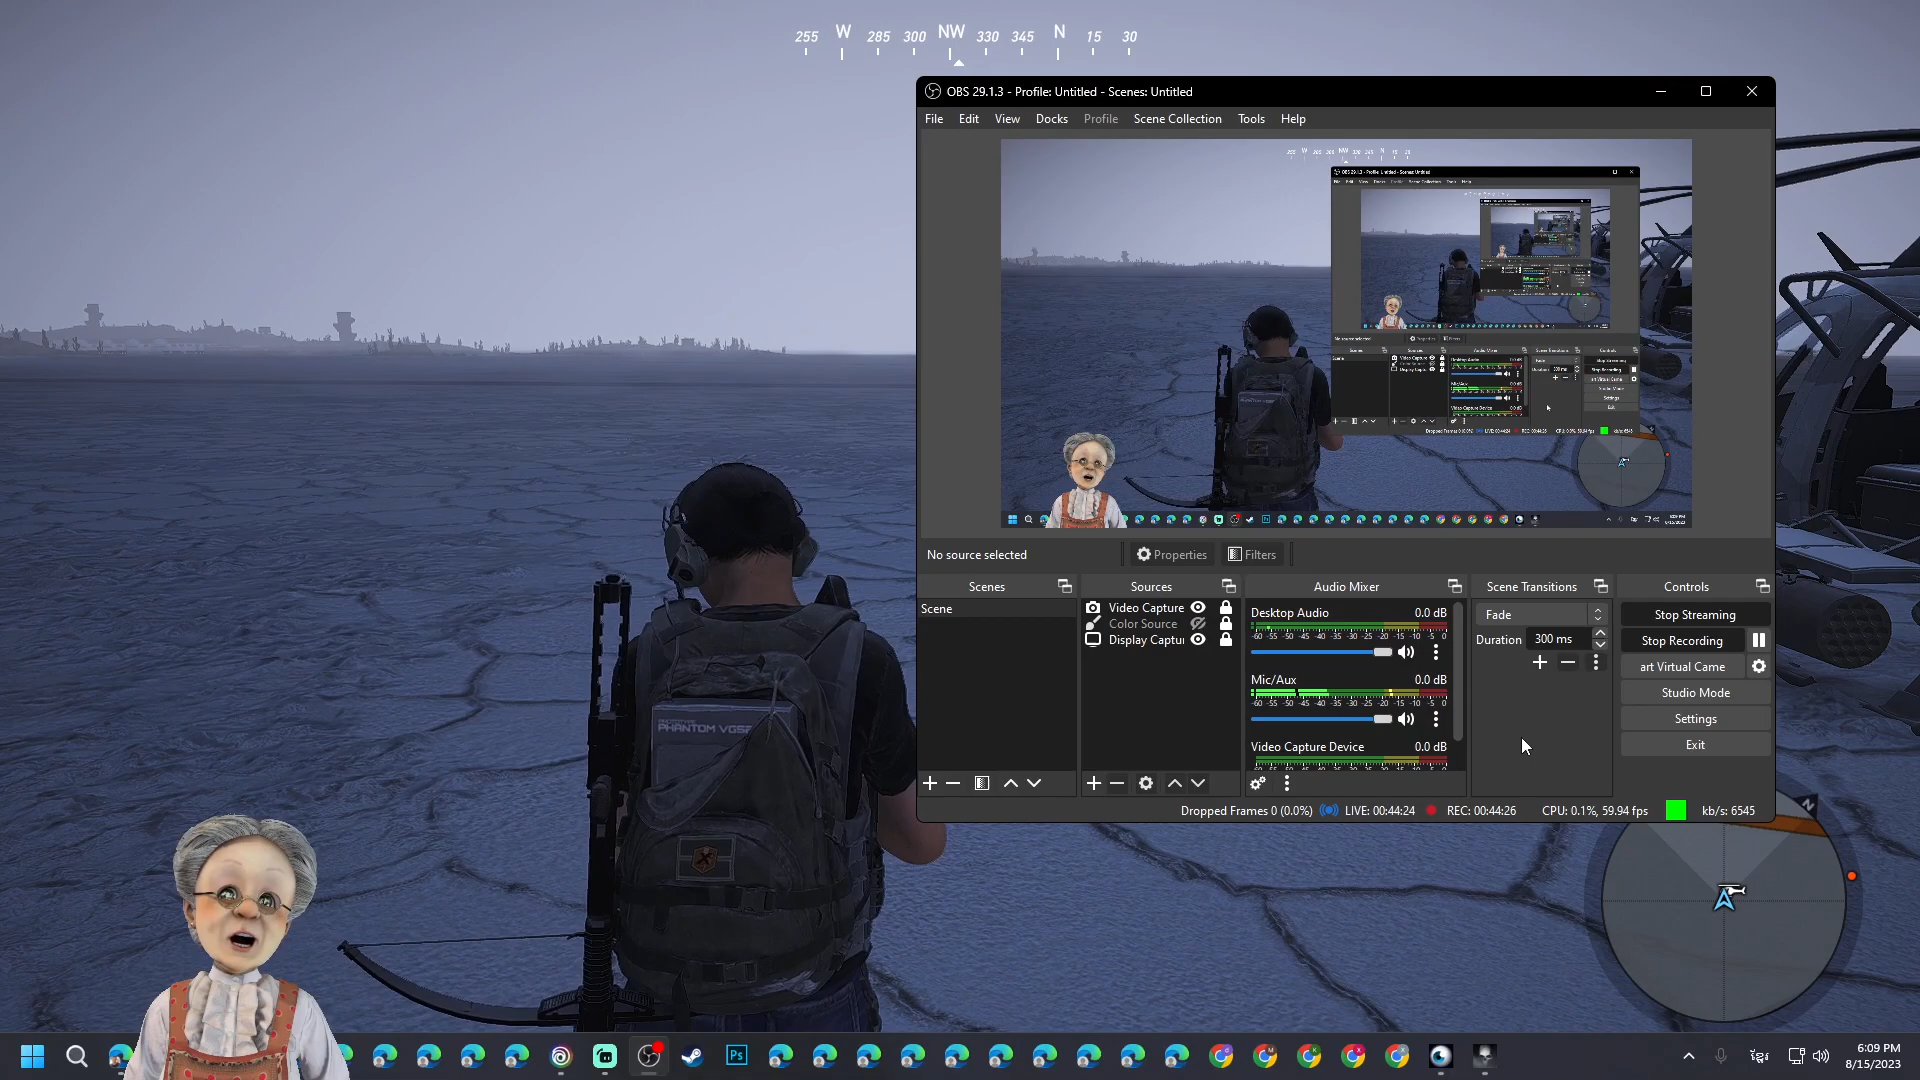 255 W 285 300 NW 330 345 N 15 30
OBS 29.1.3 - Profile: Untitled - Scenes: Untitled
File Edit View Docks Profile Scene Collection Tools Help
No source selected Properties Filters
Scenes Sources Audio Mixer Scene Transitions Controls
Scene
Video Capture
Color Source
Display Captu
Desktop Audio 0.0 dB
-60 -55 -50 -45 -40 -35 -30 -25 -20 -15 -10 -5 0
Mic/Aux 0.0 dB
-60 -55 -50 -45 -40 -35 -30 -25 -20 -15 -10 -5 0
Video Capture Device 0.0 dB
Fade
Duration 300 ms
Stop Streaming
Stop Recording
art Virtual Came
Studio Mode
Settings
Exit
Dropped Frames 0 (0.0%) LIVE: 00:44:24 REC: 00:44:26 CPU: 0.1%, 59.94 fps kb/s: 6545
PHANTOM VGS
N
Ps
ខ្មែរ
6:09 PM
8/15/2023